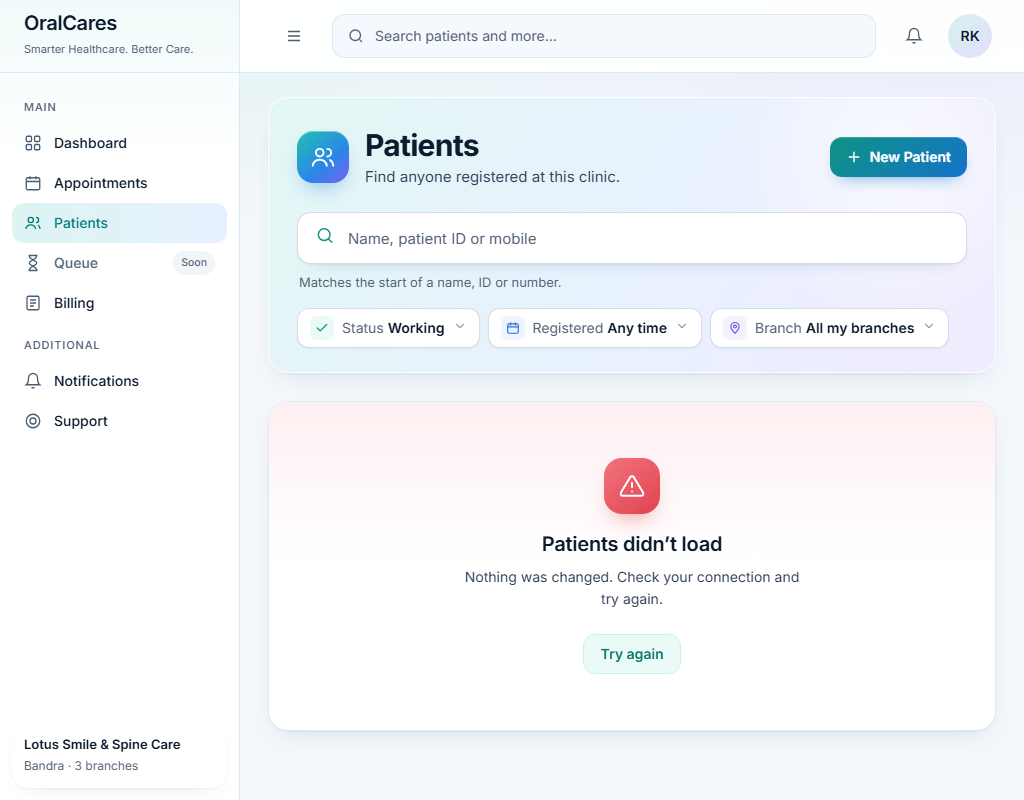 OralCares
Smarter Healthcare. Better Care.
Search patients and more...
RK
MAIN
Dashboard
Appointments
Patients
Queue Soon
Billing
ADDITIONAL
Notifications
Support
Lotus Smile & Spine Care
Bandra · 3 branches
Patients
Find anyone registered at this clinic.
New Patient
Name, patient ID or mobile
Matches the start of a name, ID or number.
Status Working
Registered Any time
Branch All my branches
Patients didn’t load
Nothing was changed. Check your connection and
try again.
Try again